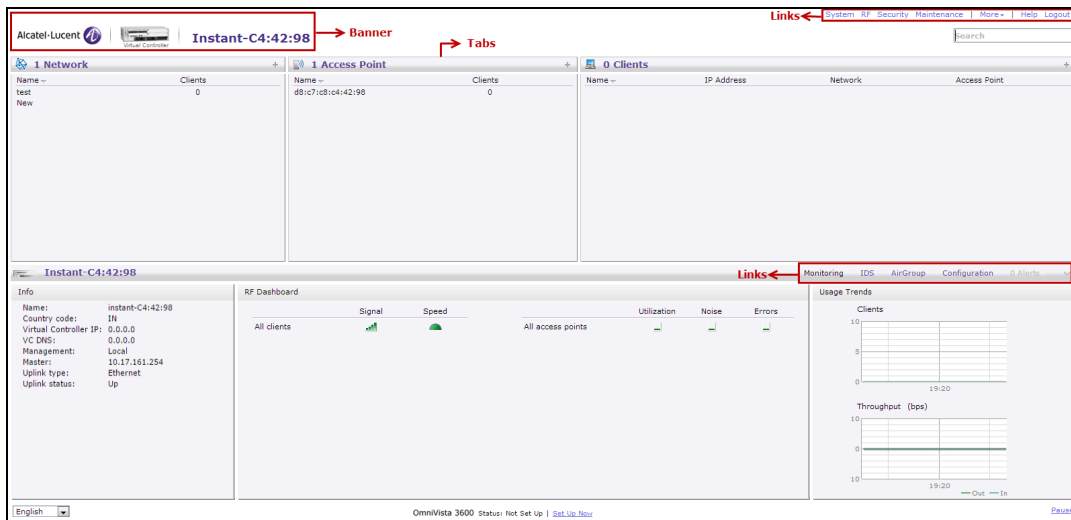 Links
System RF Security Maintenance | More | Help Logout
Alcatel·Lucent
Virtual Controller
Instant-C4:42:98
Banner
Search
Tabs
1 Network +
1 Access Point +
0 Clients +
Name Clients
Name Clients
Name IP Address Network Access Point
test 0
d8:c7:c8:c4:42:98 0
New
Instant-C4:42:98
Links
Monitoring IDS AirGroup Configuration 0 Alerts
Info
RF Dashboard
Usage Trends
Name: instant-C4:42:98
Country code: IN
Virtual Controller IP: 0.0.0.0
VC DNS: 0.0.0.0
Management: Local
Master: 10.17.161.254
Uplink type: Ethernet
Uplink status: Up
Signal Speed
All clients
Utilization Noise Errors
All access points
Clients
10
5
0
19:20
Throughput (bps)
10
0
10
19:20
Out In
English
OmniVista 3600 Status: Not Set Up | Set Up Now
Pause